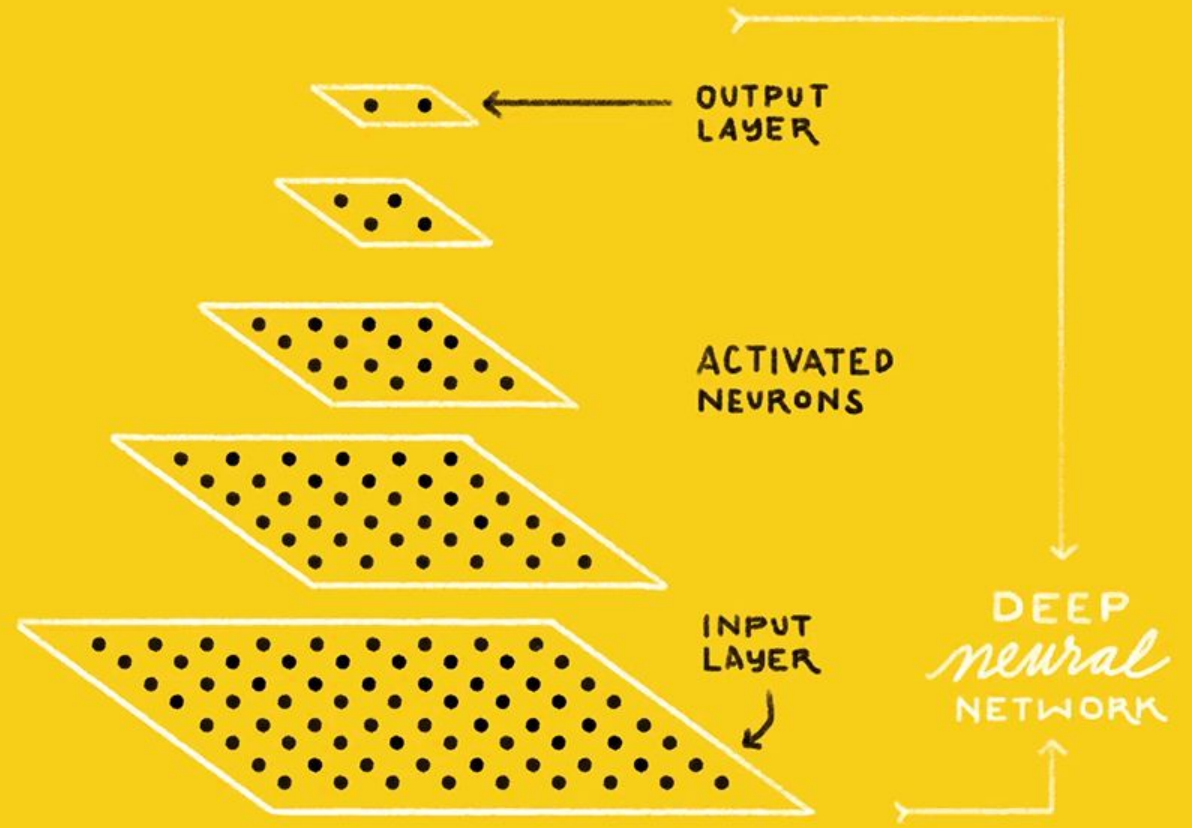 OUTPUT
LAYER
ACTIVATED
NEURONS
INPUT
LAYER
DEEP
neural
NETWORK